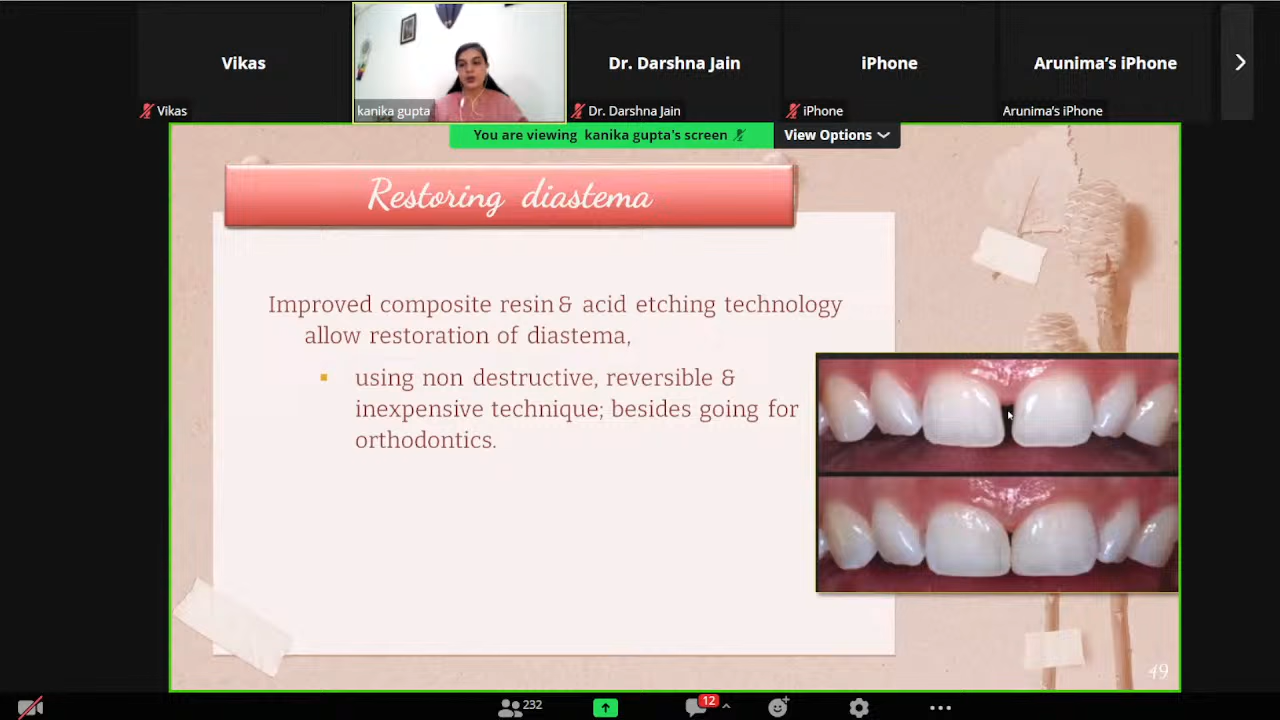 Vikas
Dr. Darshna Jain
iPhone
Arunima's iPhone
Vikas
kanika gupta
Dr. Darshna Jain
iPhone
Arunima's iPhone
You are viewing kanika gupta's screen
View Options
Restoring diastema
Improved composite resin & acid etching technology
allow restoration of diastema,
▪ using non destructive, reversible &
inexpensive technique; besides going for
orthodontics.
49
232
12